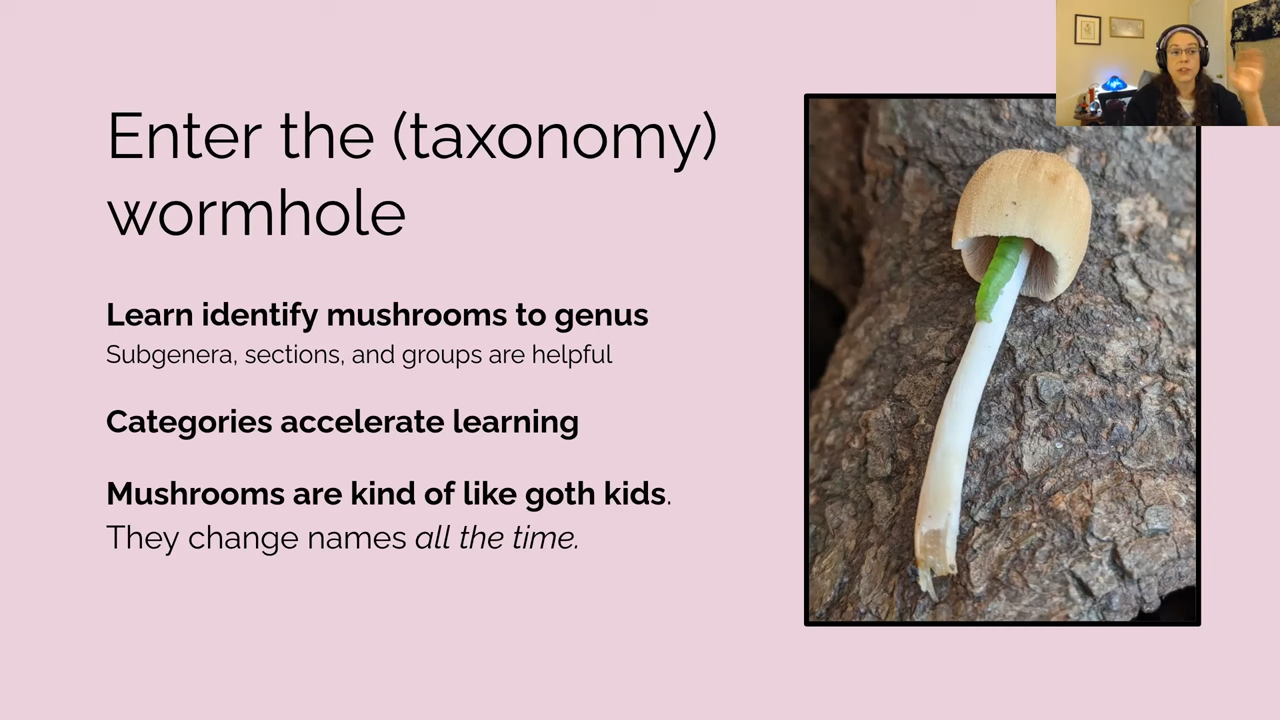 Enter the (taxonomy)
wormhole
Learn identify mushrooms to genus
Subgenera, sections, and groups are helpful
Categories accelerate learning
Mushrooms are kind of like goth kids.
They change names all the time.